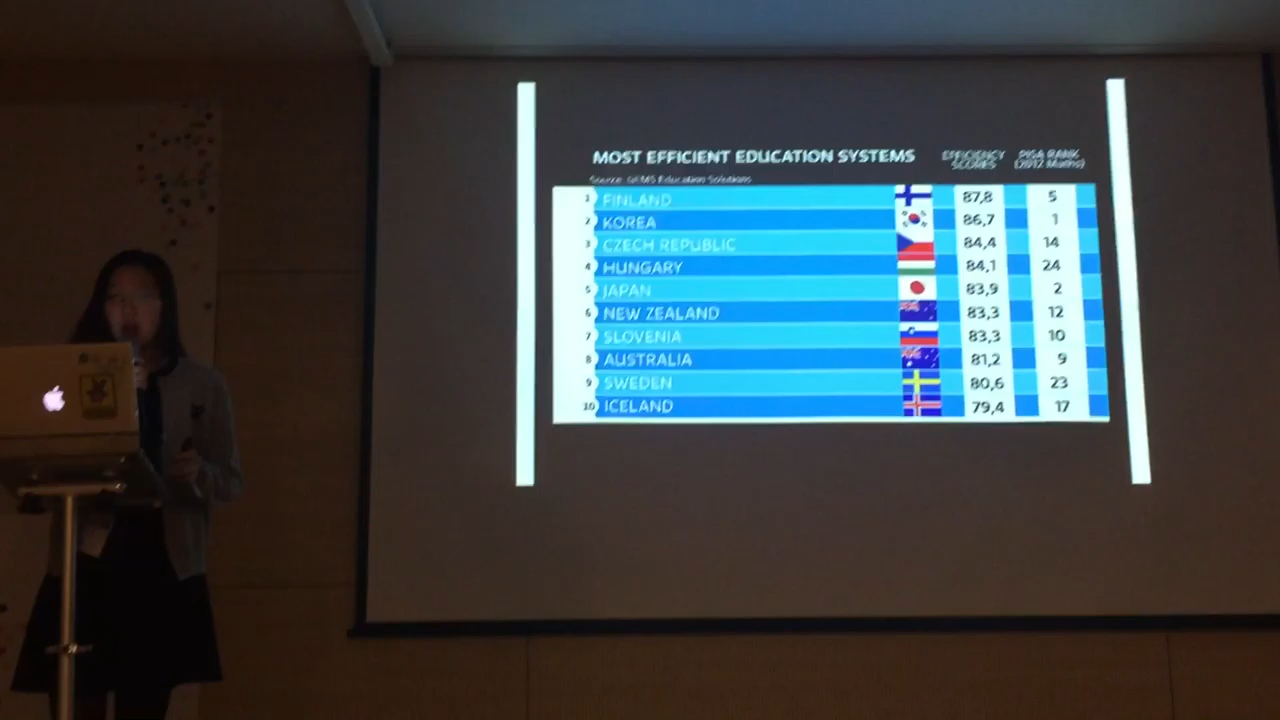 MOST EFFICIENT EDUCATION SYSTEMS EFFICIENCY SCORES PISA RANK (2012 Maths)
Source: GEMS Education Solutions
1 FINLAND 87,8 5
2 KOREA 86,7 1
3 CZECH REPUBLIC 84,4 14
4 HUNGARY 84,1 24
5 JAPAN 83,9 2
6 NEW ZEALAND 83,3 12
7 SLOVENIA 83,3 10
8 AUSTRALIA 81,2 9
9 SWEDEN 80,6 23
10 ICELAND 79,4 17